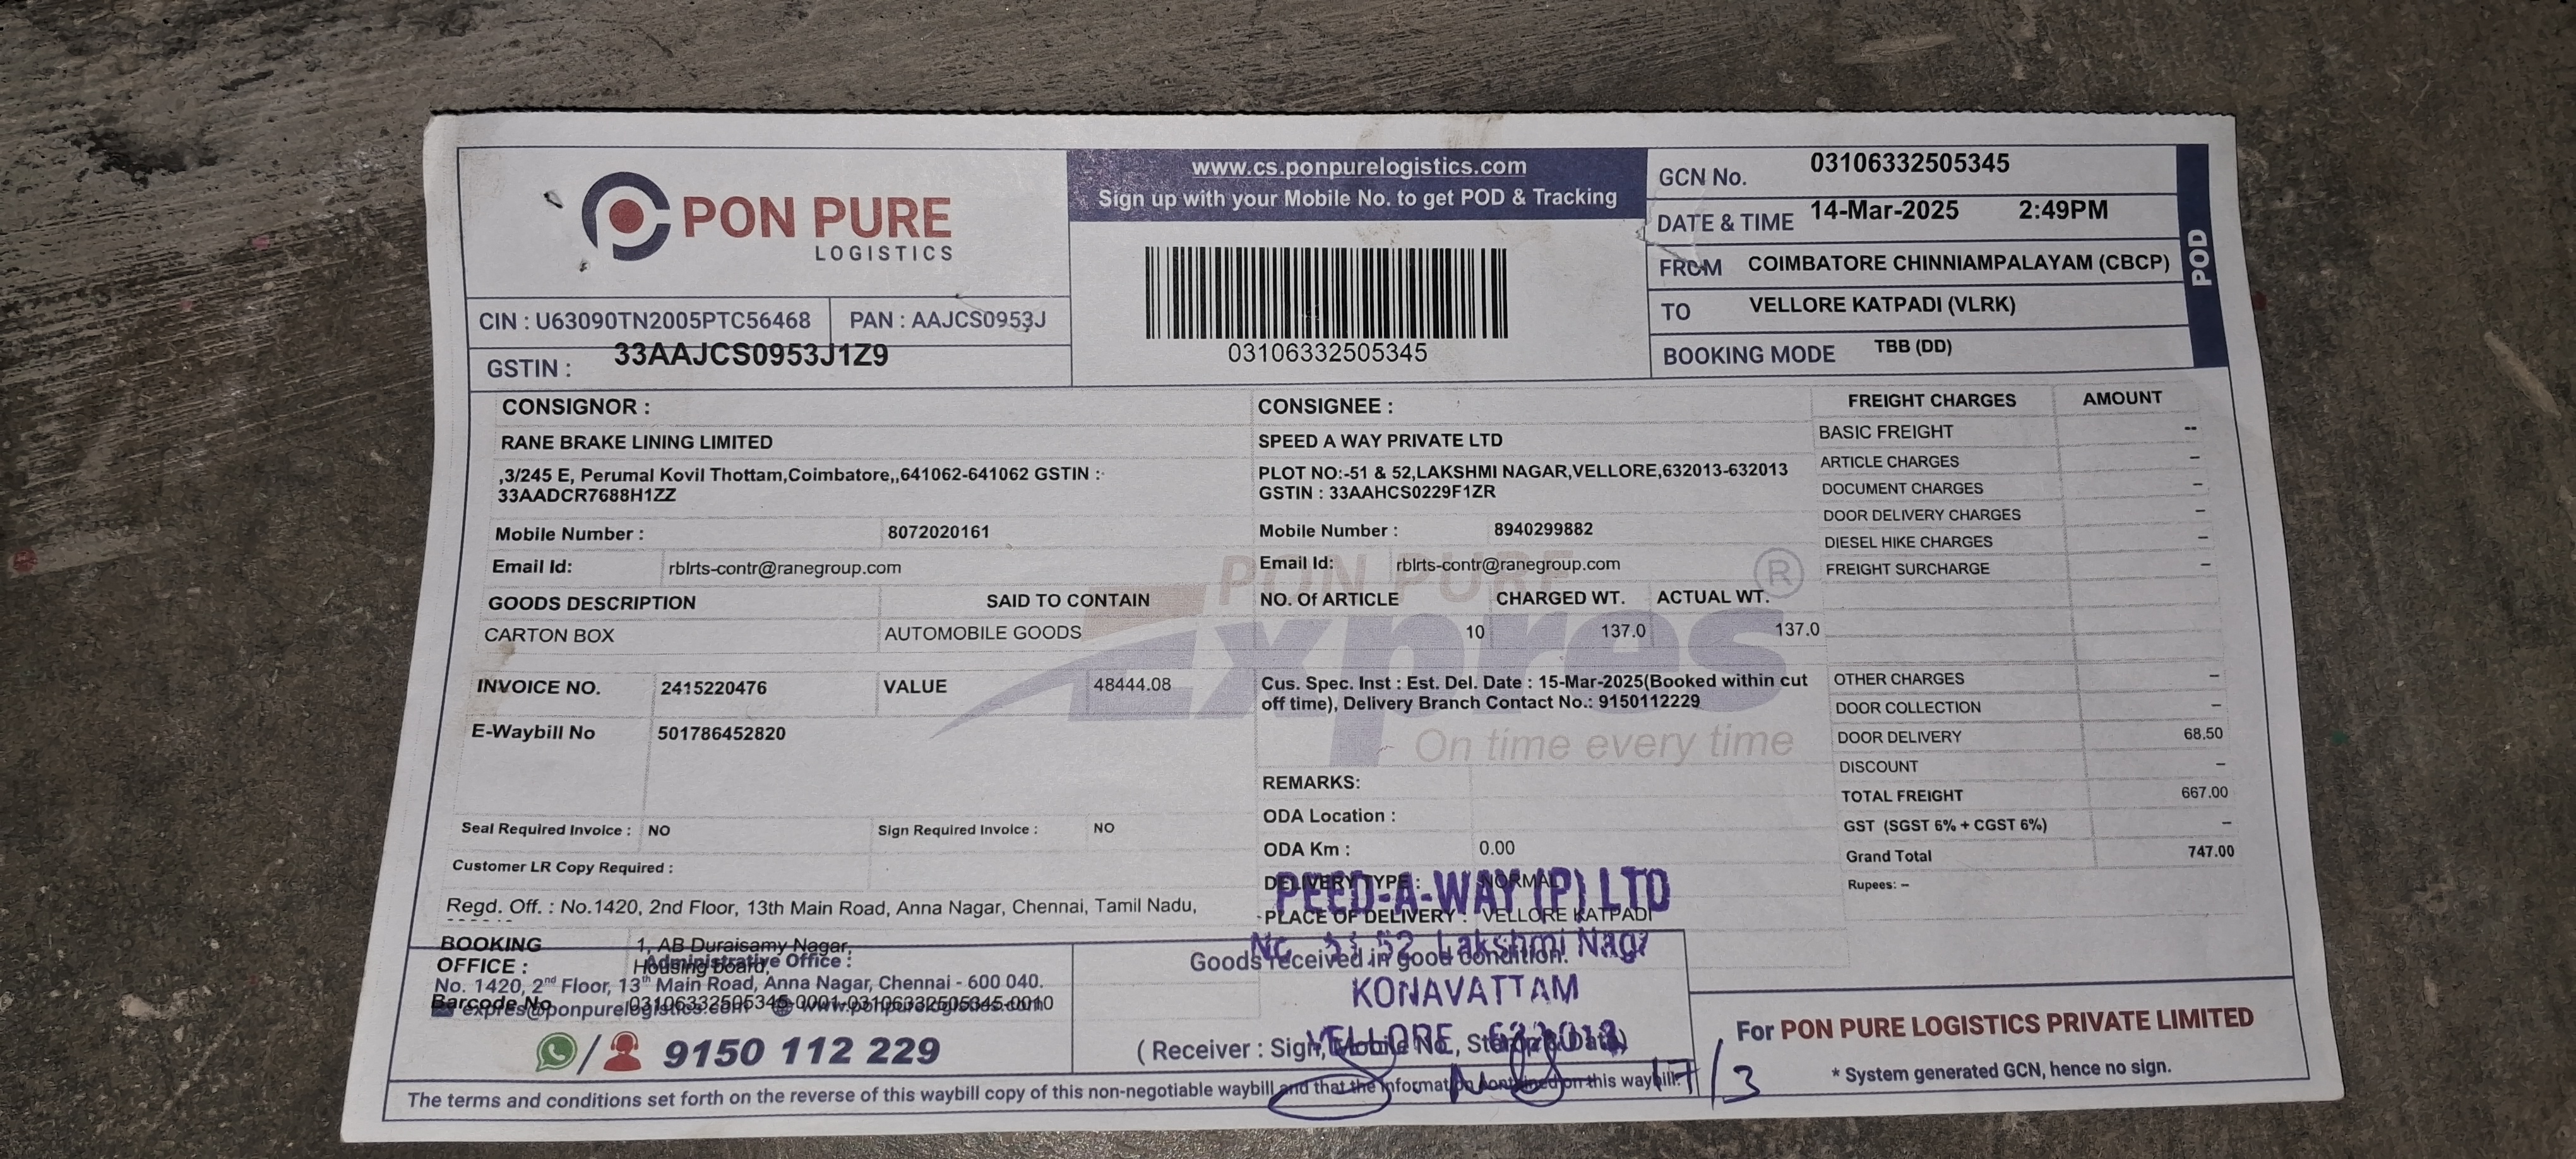 PON PURE
LOGISTICS
www.cs.ponpurelogistics.com
Sign up with your Mobile No. to get POD & Tracking
GCN No. 03106332505345
DATE & TIME 14-Mar-2025 2:49PM
FROM COIMBATORE CHINNIAMPALAYAM (CBCP)
TO VELLORE KATPADI (VLRK)
BOOKING MODE TBB (DD)
POD
CIN : U63090TN2005PTC56468 PAN : AAJCS0953J
GSTIN : 33AAJCS0953J1Z9
03106332505345
CONSIGNOR :
RANE BRAKE LINING LIMITED
,3/245 E, Perumal Kovil Thottam,Coimbatore,,641062-641062 GSTIN :-
33AADCR7688H1ZZ
Mobile Number : 8072020161
Email Id: rblrts-contr@ranegroup.com
CONSIGNEE :
SPEED A WAY PRIVATE LTD
PLOT NO:-51 & 52,LAKSHMI NAGAR,VELLORE,632013-632013
GSTIN : 33AAHCS0229F1ZR
Mobile Number : 8940299882
Email Id: rblrts-contr@ranegroup.com
GOODS DESCRIPTION SAID TO CONTAIN NO. Of ARTICLE CHARGED WT. ACTUAL WT.
CARTON BOX AUTOMOBILE GOODS 10 137.0 137.0
INVOICE NO. 2415220476 VALUE 48444.08
E-Waybill No 501786452820
Cus. Spec. Inst : Est. Del. Date : 15-Mar-2025(Booked within cut
off time), Delivery Branch Contact No.: 9150112229
PON PURE
Expres ®
On time every time
REMARKS:
ODA Location :
ODA Km : 0.00
DELIVERY TYPE : NORMAL
PLACE OF DELIVERY : VELLORE KATPADI
Seal Required Invoice : NO Sign Required Invoice : NO
Customer LR Copy Required :
Regd. Off. : No.1420, 2nd Floor, 13th Main Road, Anna Nagar, Chennai, Tamil Nadu,
FREIGHT CHARGES AMOUNT
BASIC FREIGHT --
ARTICLE CHARGES –
DOCUMENT CHARGES –
DOOR DELIVERY CHARGES –
DIESEL HIKE CHARGES –
FREIGHT SURCHARGE –
OTHER CHARGES –
DOOR COLLECTION –
DOOR DELIVERY 68.50
DISCOUNT –
TOTAL FREIGHT 667.00
GST (SGST 6% + CGST 6%) –
Grand Total 747.00
Rupees: –
BOOKING OFFICE : 1, AB Duraisamy Nagar,
Housing board,
Administrative Office :
No. 1420, 2nd Floor, 13th Main Road, Anna Nagar, Chennai - 600 040.
Barcode No 03106332505345-0001-03106332505345-0010
expres@ponpurelogistics.com www.ponpurelogistics.com
/ 9150 112 229
Goods received in good condition.
( Receiver : Sign, Mobile No., Stamp & Date)
PEED-A-WAY (P) LTD
52 Lakshmi Nagr
KONAVATTAM
VELLORE
17/3
For PON PURE LOGISTICS PRIVATE LIMITED
* System generated GCN, hence no sign.
The terms and conditions set forth on the reverse of this waybill copy of this non-negotiable waybill and that the information contained on this waybill.